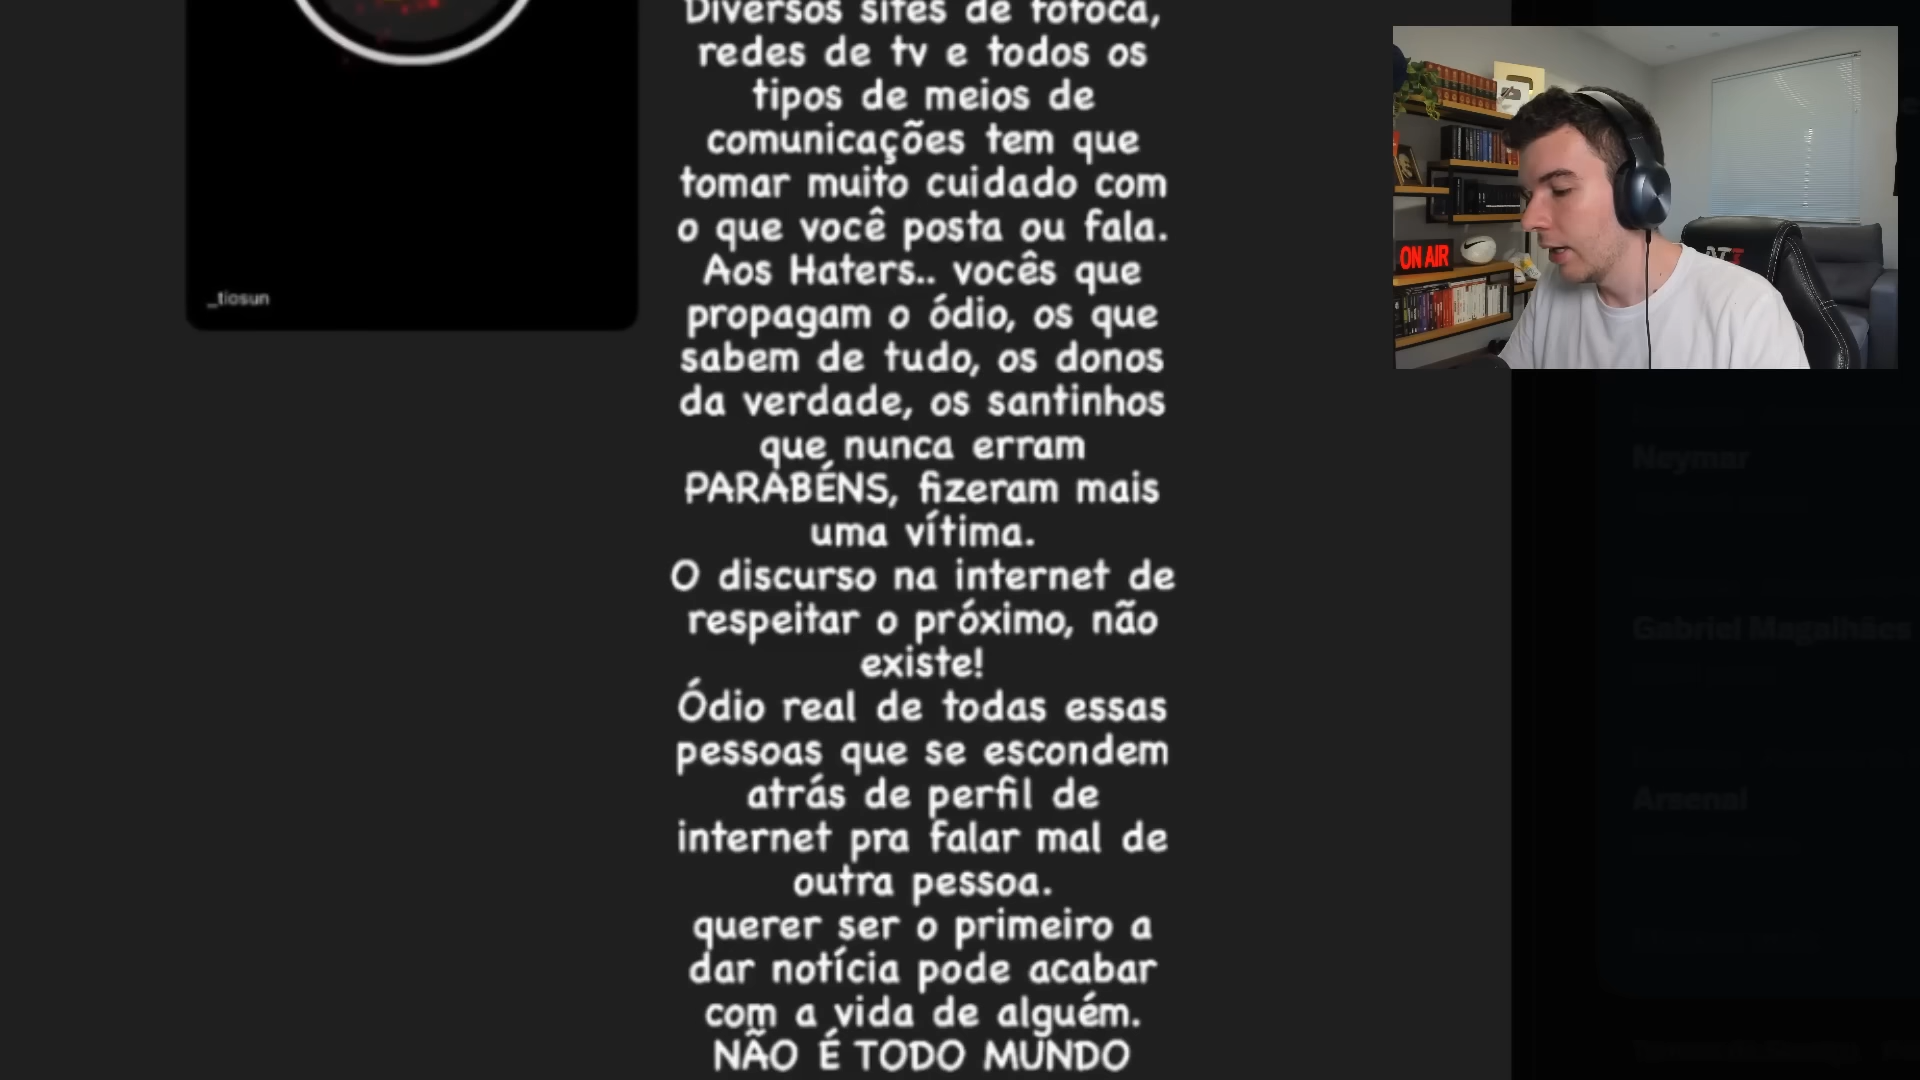 Diversos sites de fofoca,
redes de tv e todos os
tipos de meios de
comunicações tem que
tomar muito cuidado com
o que você posta ou fala.
Aos Haters.. vocês que
propagam o ódio, os que
sabem de tudo, os donos
da verdade, os santinhos
que nunca erram
PARABÉNS, fizeram mais
uma vítima.
O discurso na internet de
respeitar o próximo, não
existe!
Ódio real de todas essas
pessoas que se escondem
atrás de perfil de
internet pra falar mal de
outra pessoa.
querer ser o primeiro a
dar notícia pode acabar
com a vida de alguém.
NÃO É TODO MUNDO
_tiosun
ON AIR
Neymar
Gabriel Magalhães
Arsenal